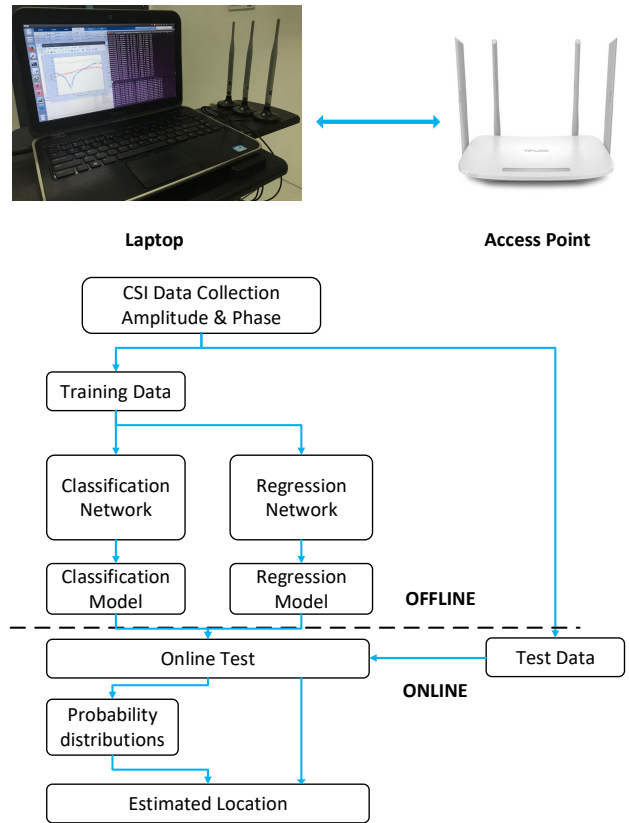 Laptop
Access Point
CSI Data Collection
Amplitude & Phase
Training Data
Classification
Network
Regression
Network
Classification
Model
Regression
Model
OFFLINE
Online Test
Test Data
ONLINE
Probability
distributions
Estimated Location